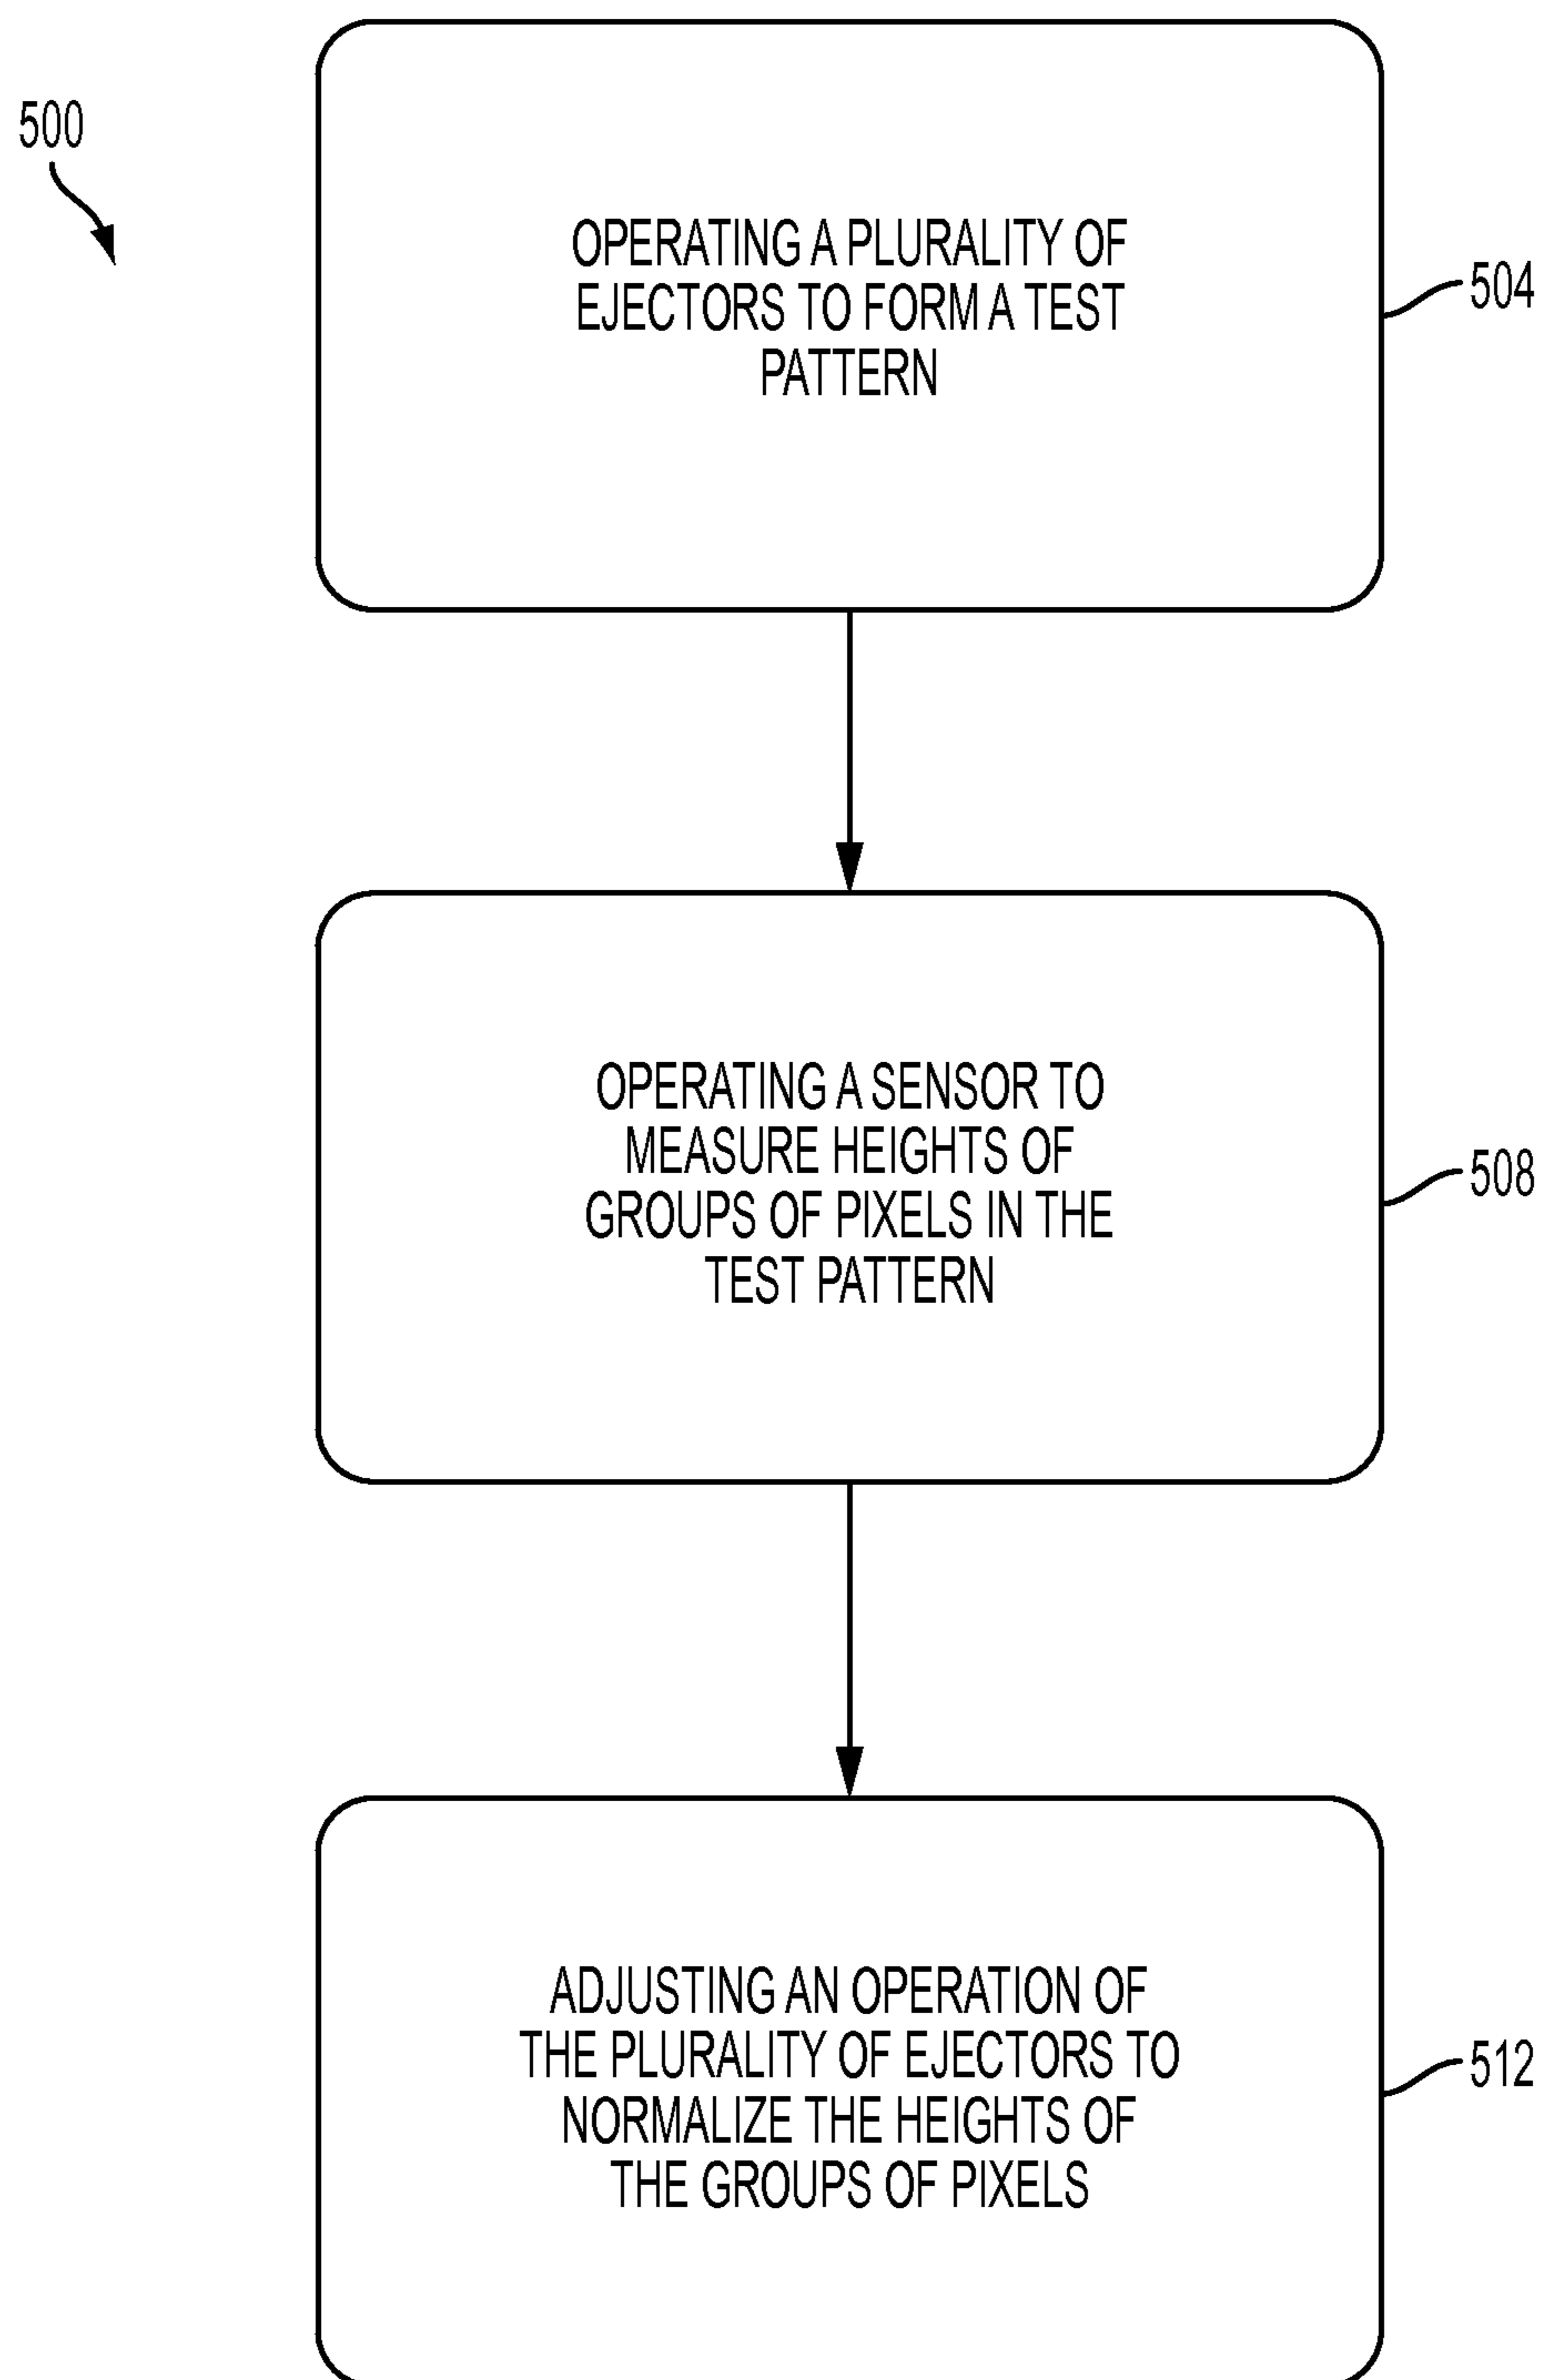 500
OPERATING A PLURALITY OF
EJECTORS TO FORM A TEST
PATTERN
504
OPERATING A SENSOR TO
MEASURE HEIGHTS OF
GROUPS OF PIXELS IN THE
TEST PATTERN
508
ADJUSTING AN OPERATION OF
THE PLURALITY OF EJECTORS TO
NORMALIZE THE HEIGHTS OF
THE GROUPS OF PIXELS
512